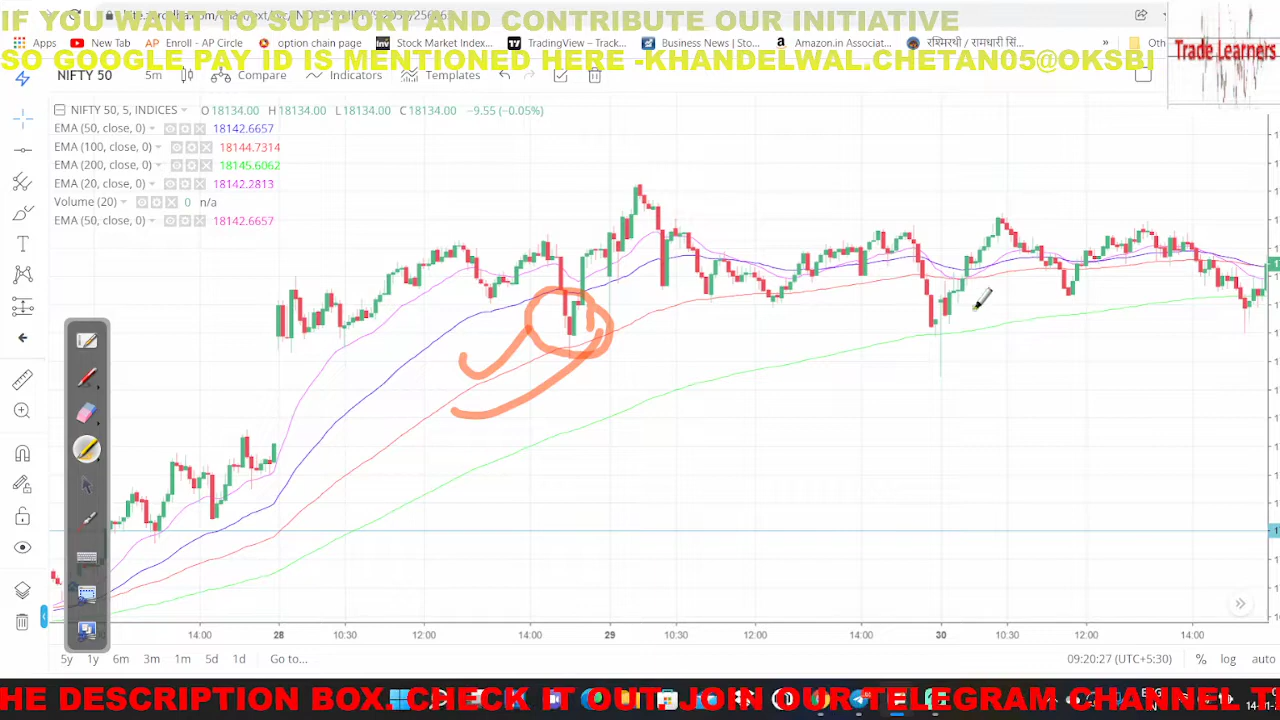 IF YOU WANT TO SUPPORT AND CONTRIBUTE OUR INITIATIVE
Apps New Tab AP Enroll - AP Circle/ option chain page Inv Stock Market Index... TradingView – Track... Business News | Sto... a Amazon.in Associat... रश्मिरथी / रामधारी सिं... » Oth
Trade Learners
SO GOOGLE PAY ID IS MENTIONED HERE -KHANDELWAL.CHETAN05@OKSBI
NIFTY 50 5m Compare Indicators Templates
NIFTY 50, 5, INDICES O 18134.00 H 18134.00 L 18134.00 C 18134.00 −9.55 (−0.05%)
EMA (50, close, 0) 18142.6657
EMA (100, close, 0) 18144.7314
EMA (200, close, 0) 18145.6062
EMA (20, close, 0) 18142.2813
Volume (20) 0 n/a
EMA (50, close, 0) 18142.6657
14:00 28 10:30 12:00 14:00 29 10:30 12:00 14:00 30 10:30 12:00 14:00
5y 1y 6m 3m 1m 5d 1d Go to... 09:20:27 (UTC+5:30) % log auto
HE DESCRIPTION BOX. CHECK IT OUT. JOIN OUR TELEGRAM CHANNEL T